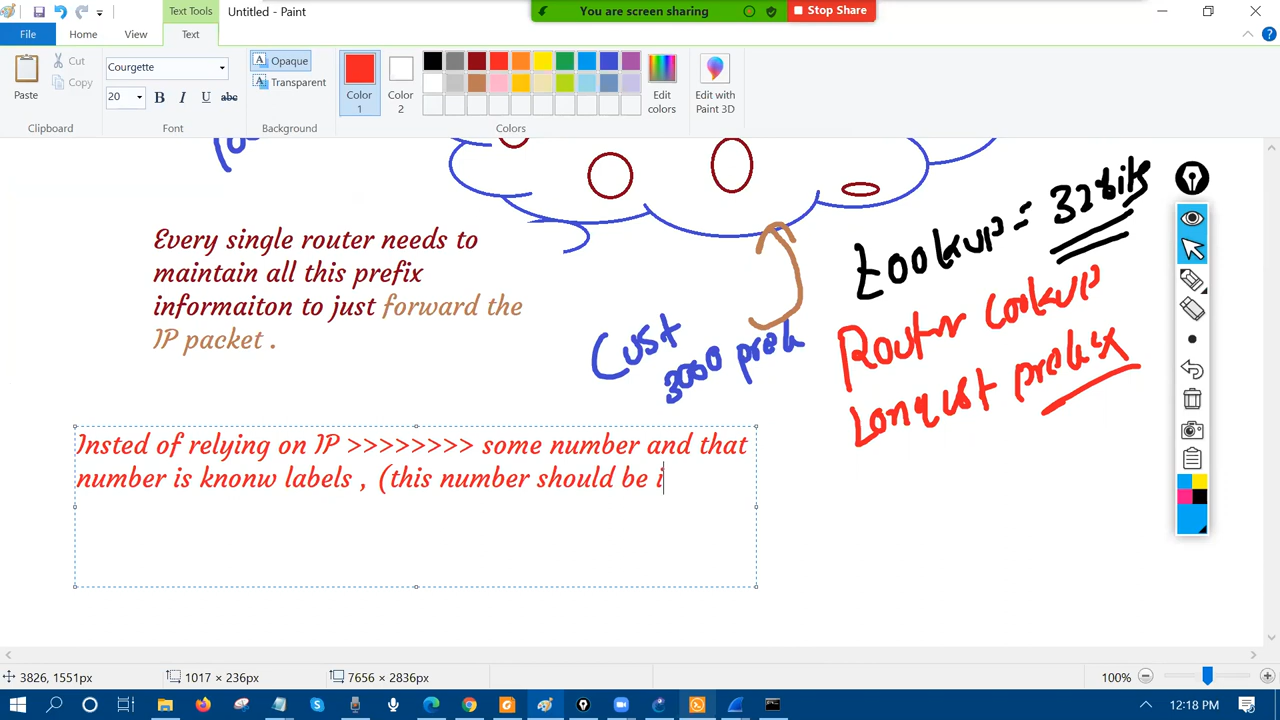 Text Tools
Untitled - Paint
You are screen sharing
Stop Share
File
Home
View
Text
Paste
Cut
Copy
Clipboard
Courgette
20
B I U abc
Font
Opaque
Transparent
Background
Color 1
Color 2
Colors
Edit colors
Edit with Paint 3D
Every single router needs to
maintain all this prefix
informaiton to just forward the
IP packet .
Cust
3000
Lookup = 32 bits
Router Lookup
Longest prefix
Insted of relying on IP >>>>>>>> some number and that
number is knonw labels , (this number should be i
3826, 1551px
1017 × 236px
7656 × 2836px
100%
12:18 PM